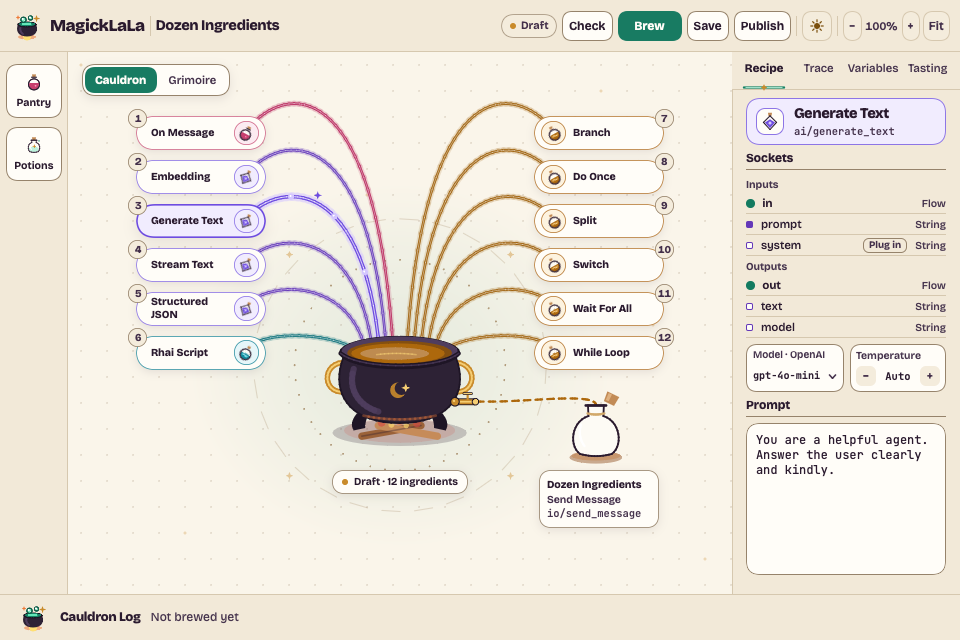 MagickLaLa
Dozen Ingredients
Draft
Check
Brew
Save
Publish
−
100%
+
Fit
Pantry
Potions
Cauldron
Grimoire
1
On Message
2
Embedding
3
Generate Text
4
Stream Text
5
Structured
JSON
6
Rhai Script
7
Branch
8
Do Once
9
Split
10
Switch
11
Wait For All
12
While Loop
Draft · 12 ingredients
Dozen Ingredients
Send Message
io/send_message
Recipe
Trace
Variables
Tasting
Generate Text
ai/generate_text
Sockets
Inputs
in Flow
prompt String
system Plug in String
Outputs
out Flow
text String
model String
Model · OpenAI
gpt-4o-mini
Temperature
− Auto +
Prompt
You are a helpful agent.
Answer the user clearly
and kindly.
Cauldron Log Not brewed yet